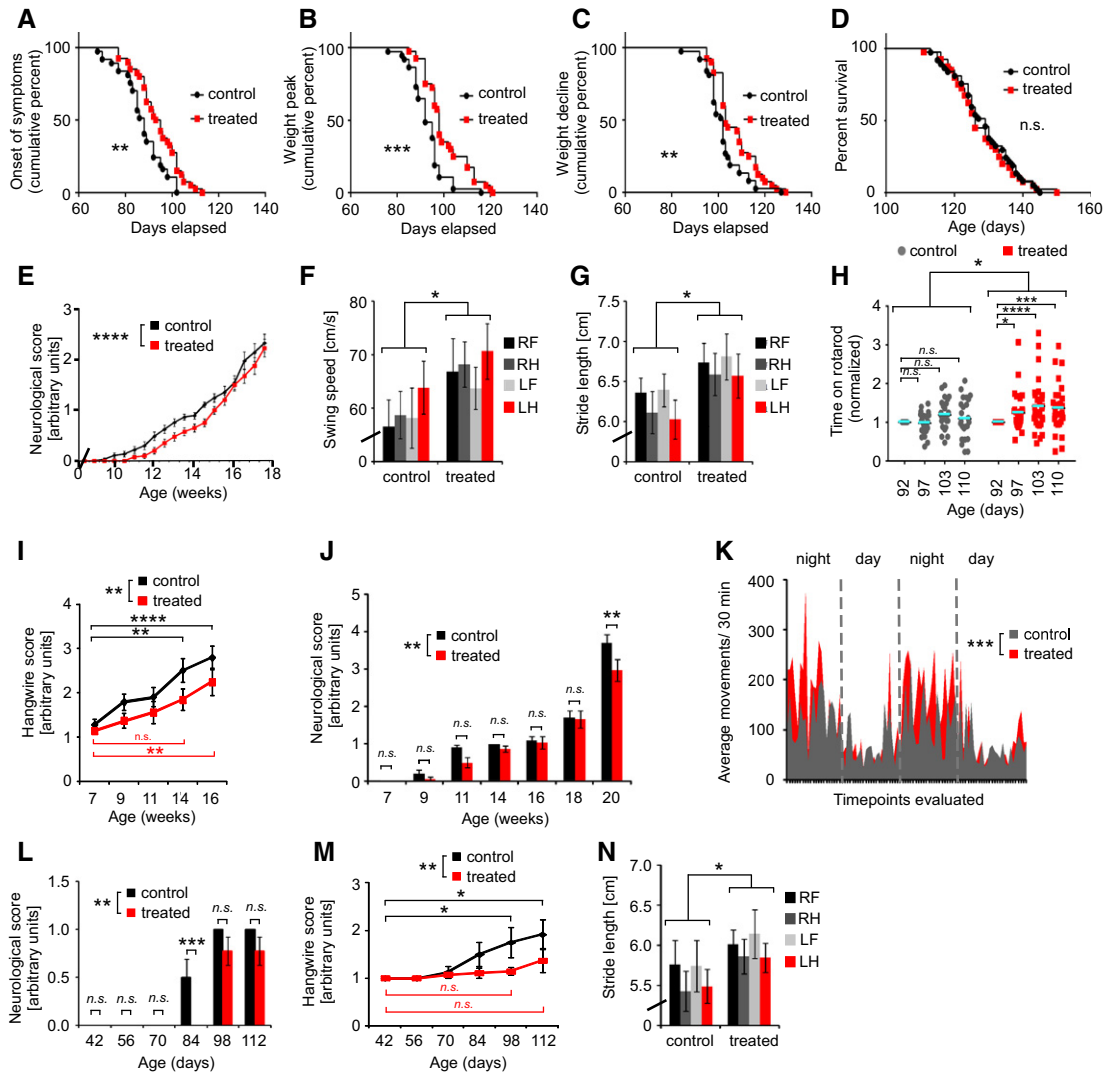 A
Onset of symptoms
(cumulative percent)
100
50
0
60 80 100 120 140
Days elapsed
control
treated
**
B
Weight peak
(cumulative percent)
100
50
0
60 80 100 120 140
Days elapsed
control
treated
***
C
Weight decline
(cumulative percent)
100
50
0
60 80 100 120 140
Days elapsed
control
treated
**
D
Percent survival
100
50
0
100 120 140 160
Age (days)
control
treated
n.s.
E
Neurological score
[arbitrary units]
3
2
1
0
10 12 14 16 18
Age (weeks)
**** control
treated
F
Swing speed [cm/s]
80
70
60
0
control treated
*
RF
RH
LF
LH
G
Stride length [cm]
7.5
7.0
6.5
6.0
0
control treated
*
RF
RH
LF
LH
H
control treated
*
Time on rotarod
(normalized)
4
3
2
1
0
n.s.
n.s.
n.s.
***
****
*
92 97 103 110 92 97 103 110
Age (days)
I
** control
treated
Hangwire score
[arbitrary units]
4
3
2
1
0
****
**
n.s.
**
7 9 11 14 16
Age (weeks)
J
Neurological score
[arbitrary units]
5
4
3
2
1
0
** control
treated
n.s. n.s. n.s. n.s. n.s. n.s. **
7 9 11 14 16 18 20
Age (weeks)
K
night day night day
Average movements/ 30 min
400
300
200
100
0
*** control
treated
Timepoints evaluated
L
** control
treated
Neurological score
[arbitrary units]
1.5
1.0
0.5
0.0
n.s. n.s. n.s. *** n.s. n.s.
42 56 70 84 98 112
Age (days)
M
** control
treated
Hangwire score
[arbitrary units]
3
2
1
0
*
*
n.s.
n.s.
42 56 70 84 98 112
Age (days)
N
Stride length [cm]
7.0
6.5
6.0
5.5
0
control treated
*
RF
RH
LF
LH